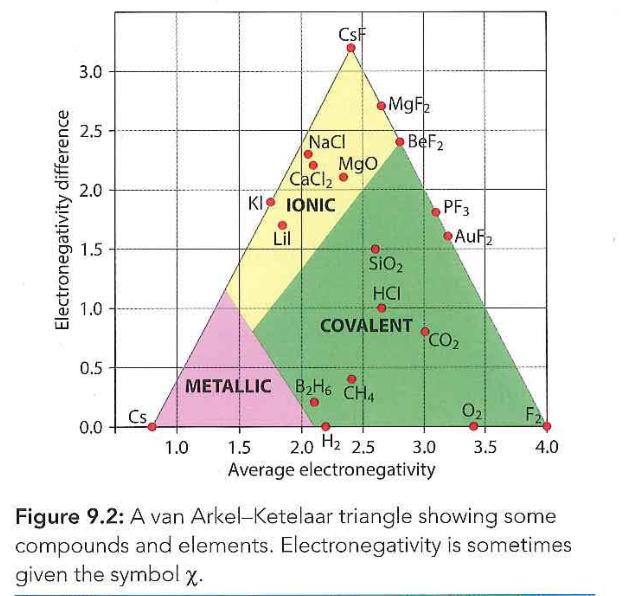 CsF
3.0
MgF₂
2.5
NaCl
BeF₂
MgO
CaCl₂
2.0
KI
IONIC
PF₃
LiI
AuF₂
1.5
SiO₂
HCl
1.0
COVALENT
CO₂
0.5
METALLIC
B₂H₆
CH₄
Cs
O₂
F₂
0.0
H₂
1.0 1.5 2.0 2.5 3.0 3.5 4.0
Electronegativity difference
Average electronegativity
Figure 9.2: A van Arkel–Ketelaar triangle showing some
compounds and elements. Electronegativity is sometimes
given the symbol χ.